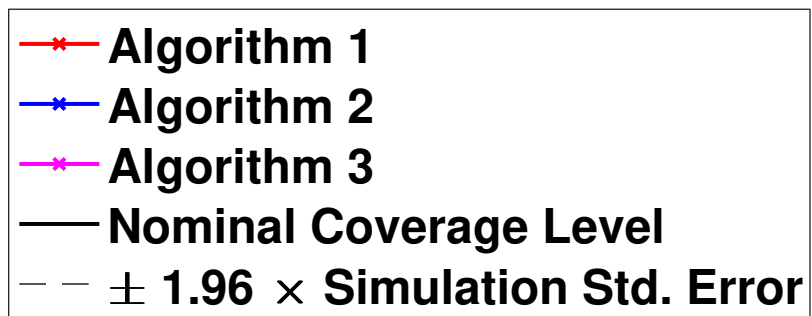 Algorithm 1
Algorithm 2
Algorithm 3
Nominal Coverage Level
± 1.96 × Simulation Std. Error